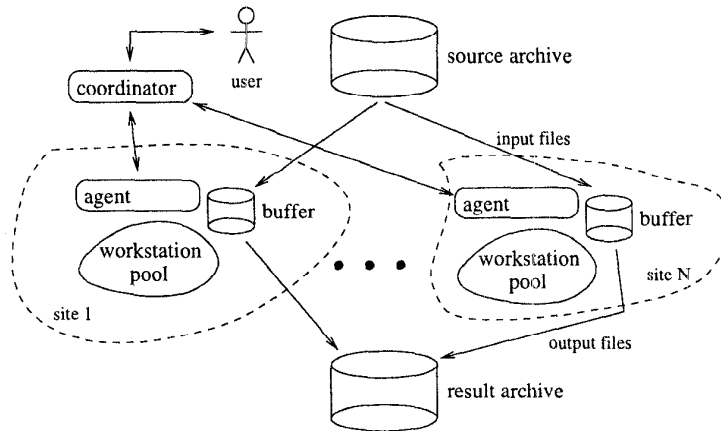 user
source archive
coordinator
input files
agent
buffer
agent
buffer
workstation
pool
workstation
pool
site 1
site N
output files
result archive